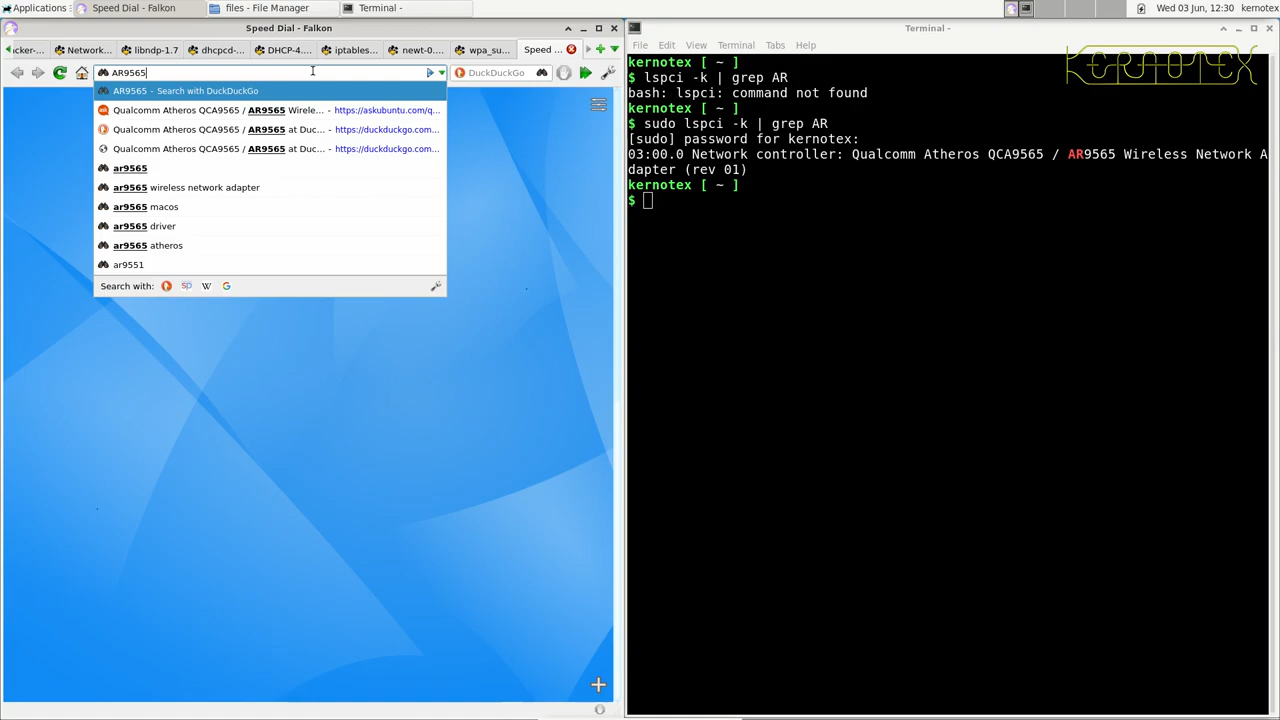 Applications
Speed Dial - Falkon
files - File Manager
Terminal -
Wed 03 Jun, 12:30
kernotex
Speed Dial - Falkon
icker-...
Network...
libndp-1.7
dhcpcd-...
DHCP-4....
iptables...
newt-0....
wpa_su...
Speed ...
AR9565
DuckDuckGo
AR9565 - Search with DuckDuckGo
Qualcomm Atheros QCA9565 / AR9565 Wirele... - https://askubuntu.com/q...
Qualcomm Atheros QCA9565 / AR9565 at Duc... - https://duckduckgo.com...
Qualcomm Atheros QCA9565 / AR9565 at Duc... - https://duckduckgo.com...
ar9565
ar9565 wireless network adapter
ar9565 macos
ar9565 driver
ar9565 atheros
ar9551
Search with:
Terminal -
File Edit View Terminal Tabs Help
KERNOTEX
kernotex [ ~ ]
$ lspci -k | grep AR
bash: lspci: command not found
kernotex [ ~ ]
$ sudo lspci -k | grep AR
[sudo] password for kernotex:
03:00.0 Network controller: Qualcomm Atheros QCA9565 / AR9565 Wireless Network A
dapter (rev 01)
kernotex [ ~ ]
$